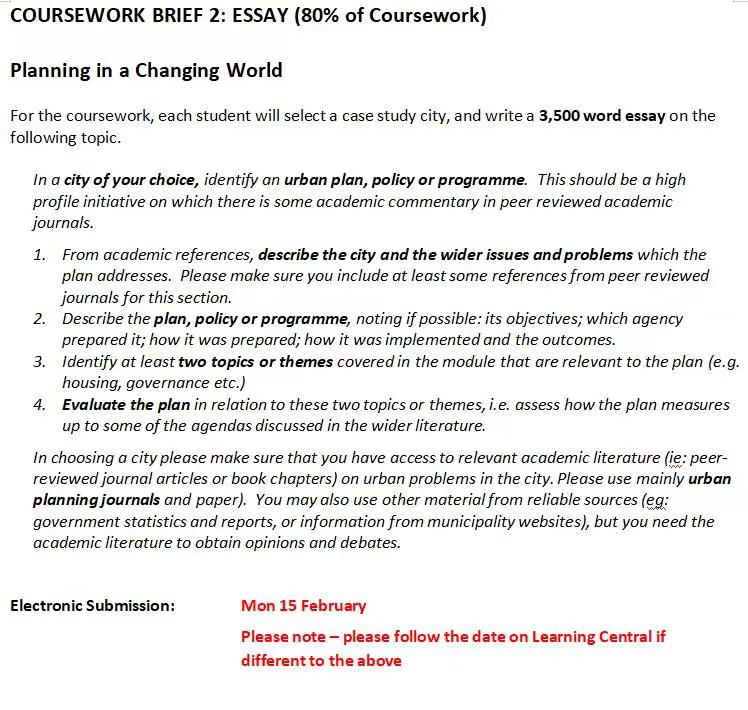 COURSEWORK BRIEF 2: ESSAY (80% of Coursework)
Planning in a Changing World
For the coursework, each student will select a case study city, and write a 3,500 word essay on the
following topic.
In a city of your choice, identify an urban plan, policy or programme. This should be a high
profile initiative on which there is some academic commentary in peer reviewed academic
journals.
1. From academic references, describe the city and the wider issues and problems which the
plan addresses. Please make sure you include at least some references from peer reviewed
journals for this section.
2. Describe the plan, policy or programme, noting if possible: its objectives; which agency
prepared it; how it was prepared; how it was implemented and the outcomes.
3. Identify at least two topics or themes covered in the module that are relevant to the plan (e.g.
housing, governance etc.)
4. Evaluate the plan in relation to these two topics or themes, i.e. assess how the plan measures
up to some of the agendas discussed in the wider literature.
In choosing a city please make sure that you have access to relevant academic literature (ie: peer-
reviewed journal articles or book chapters) on urban problems in the city. Please use mainly urban
planning journals and paper). You may also use other material from reliable sources (eg:
government statistics and reports, or information from municipality websites), but you need the
academic literature to obtain opinions and debates.
Electronic Submission: Mon 15 February
Please note – please follow the date on Learning Central if
different to the above